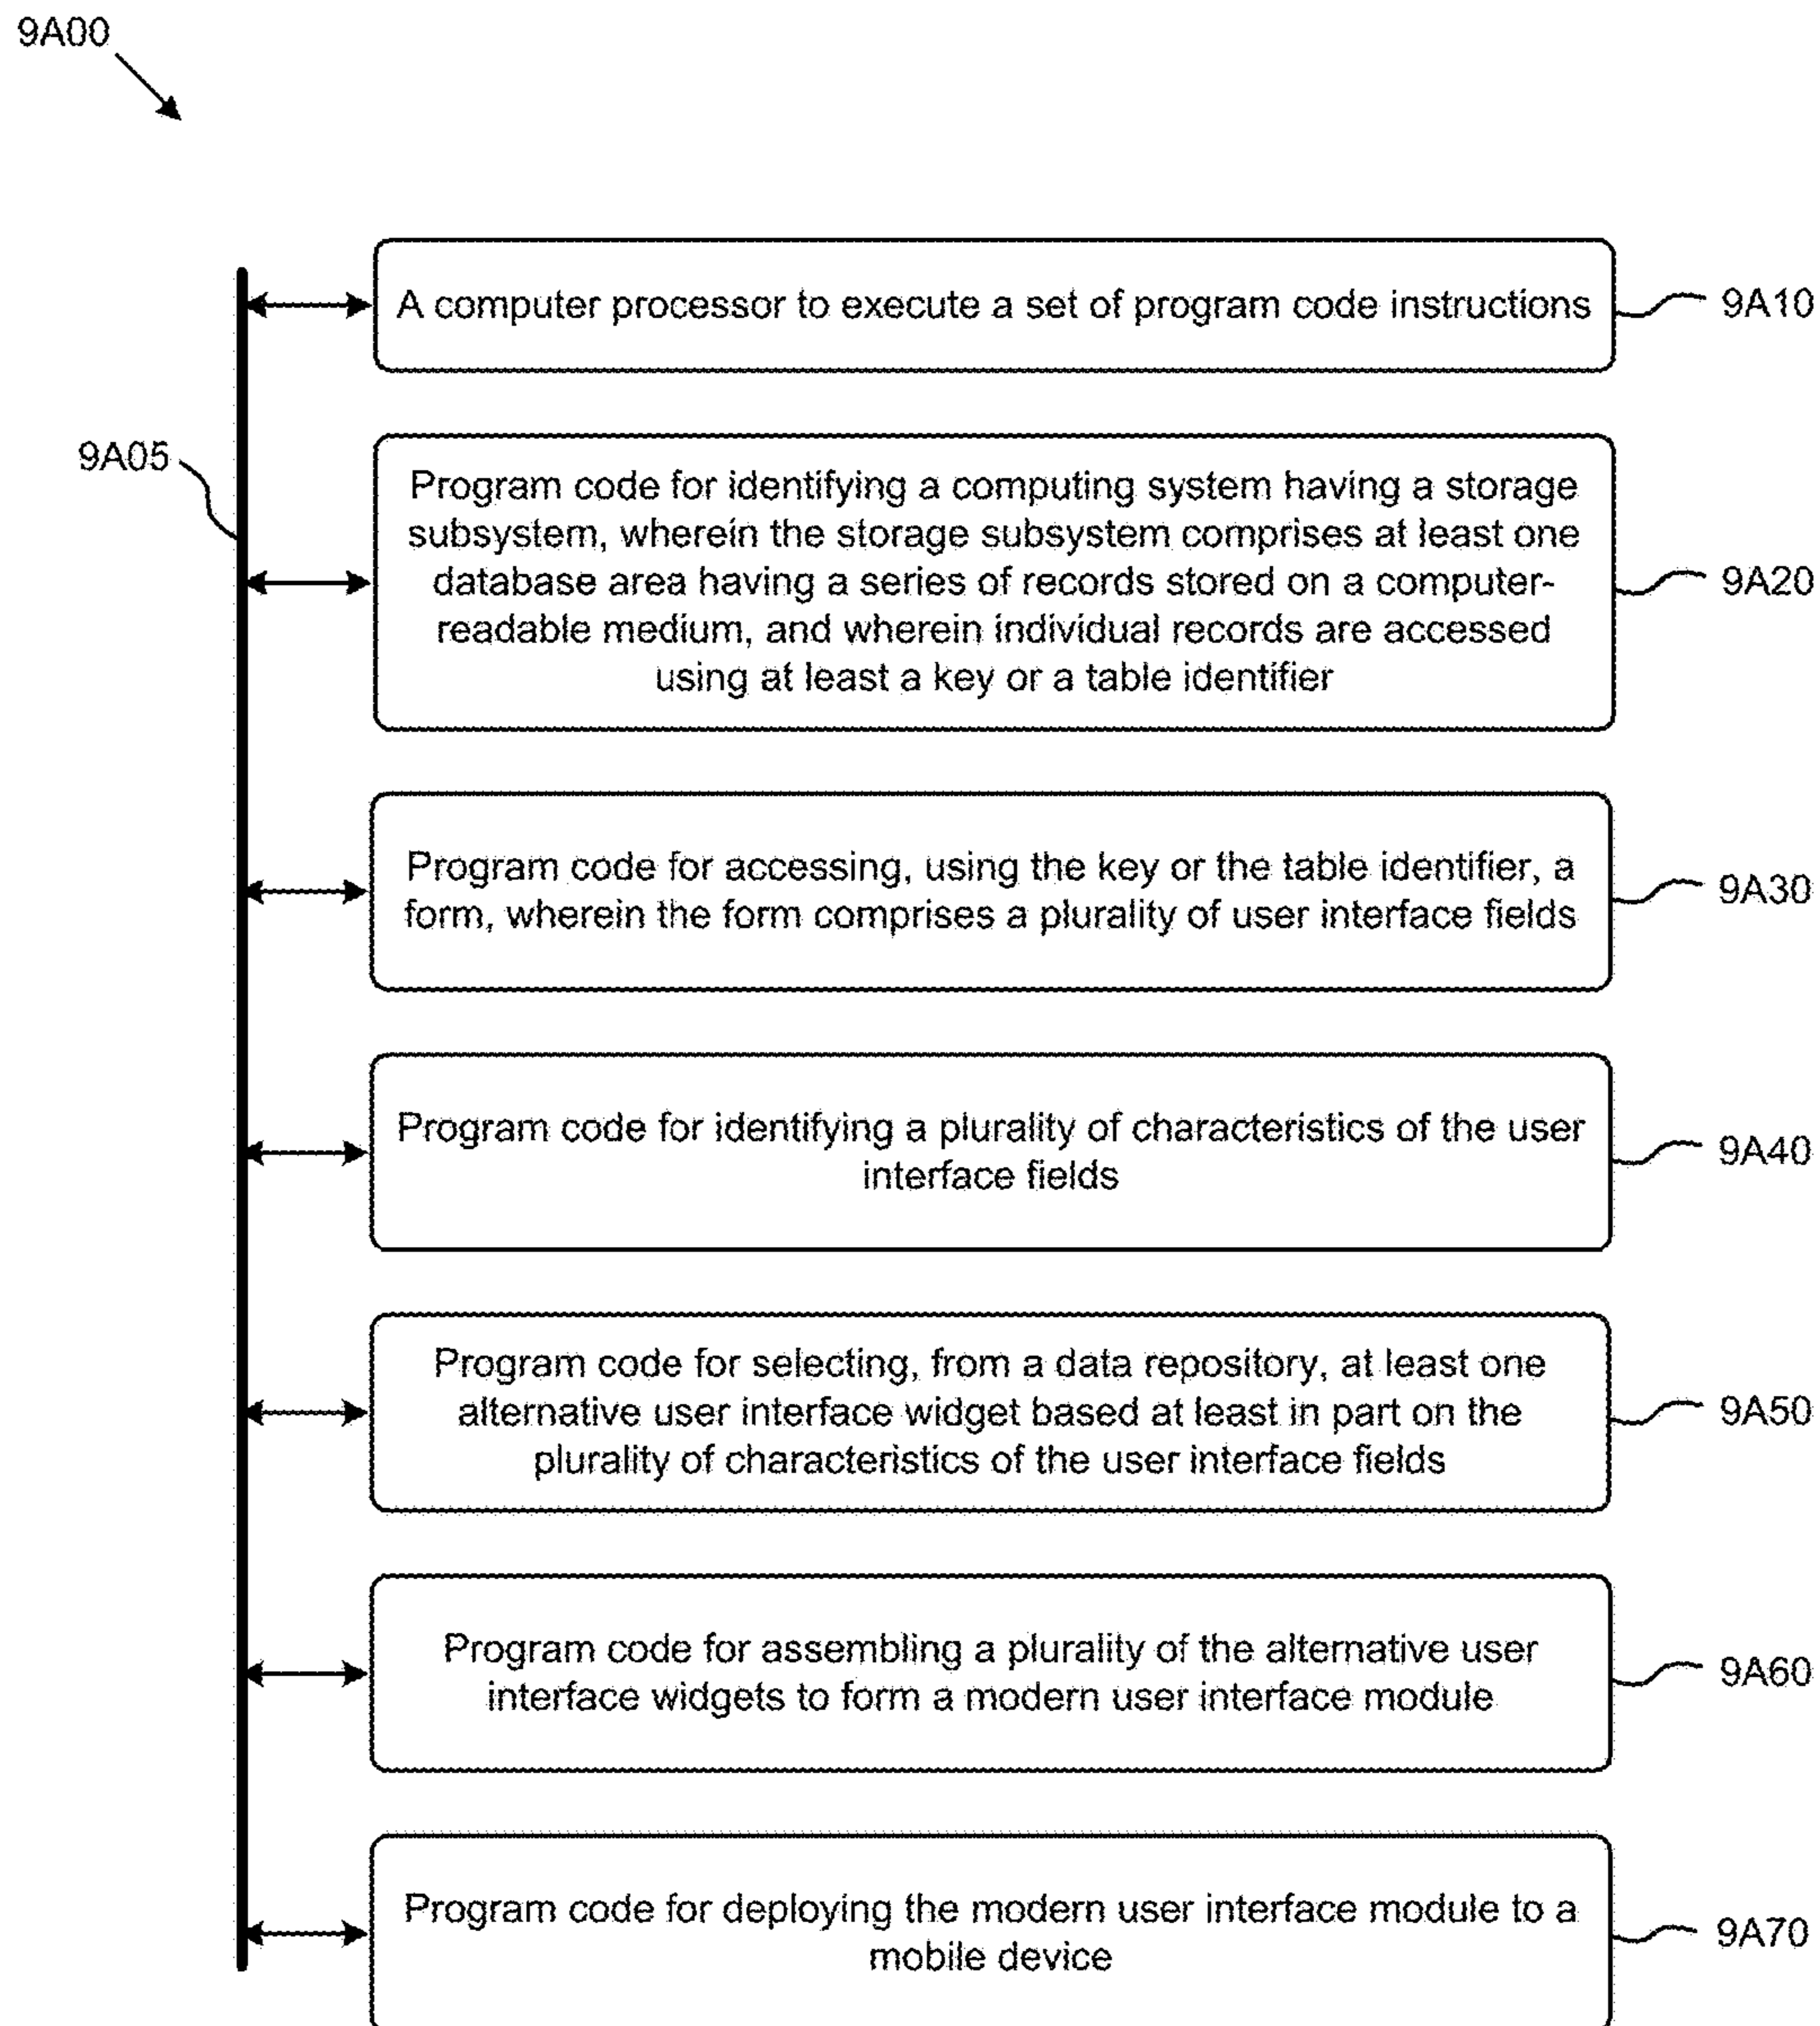 9A00
A computer processor to execute a set of program code instructions
9A10
9A05
Program code for identifying a computing system having a storage
subsystem, wherein the storage subsystem comprises at least one
database area having a series of records stored on a computer-
readable medium, and wherein individual records are accessed
using at least a key or a table identifier
9A20
Program code for accessing, using the key or the table identifier, a
form, wherein the form comprises a plurality of user interface fields
9A30
Program code for identifying a plurality of characteristics of the user
interface fields
9A40
Program code for selecting, from a data repository, at least one
alternative user interface widget based at least in part on the
plurality of characteristics of the user interface fields
9A50
Program code for assembling a plurality of the alternative user
interface widgets to form a modern user interface module
9A60
Program code for deploying the modern user interface module to a
mobile device
9A70